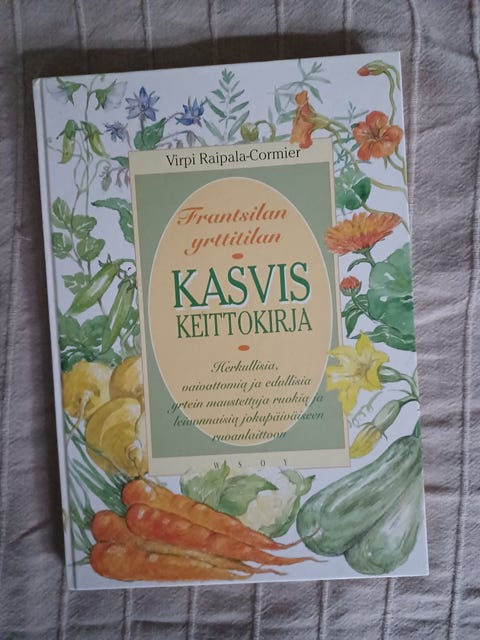 Virpi Raipala-Cormier
Frantsilan
yrttitilan
KASVIS
KEITTOKIRJA
Herkullisia,
vaivattomia ja edullisia
yrtein maustettuja ruokia ja
leivonnaisia jokapäiväiseen
ruoanlaittoon
WSOY